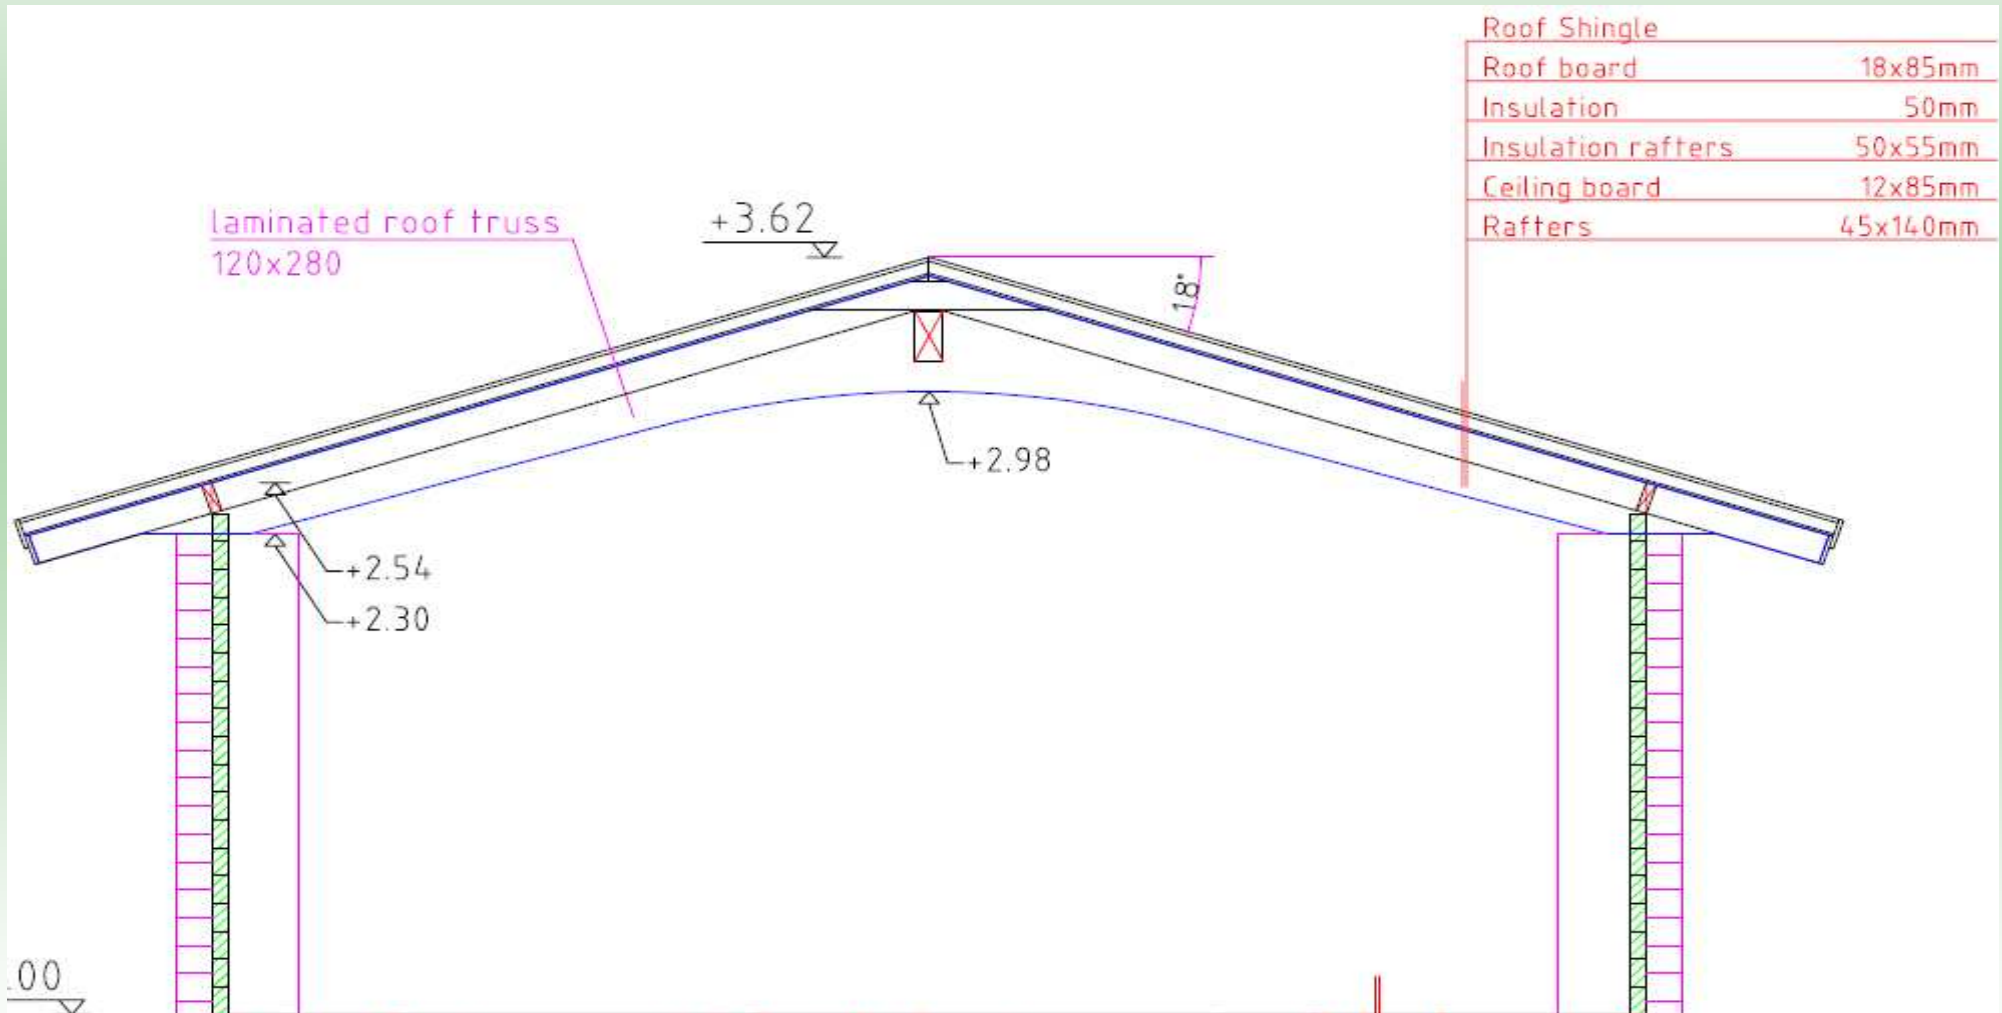 Roof Shingle
Roof board 18x85mm
Insulation 50mm
Insulation rafters 50x55mm
Ceiling board 12x85mm
Rafters 45x140mm
laminated roof truss
120x280
+3.62
18°
+2.98
+2.54
+2.30
.00